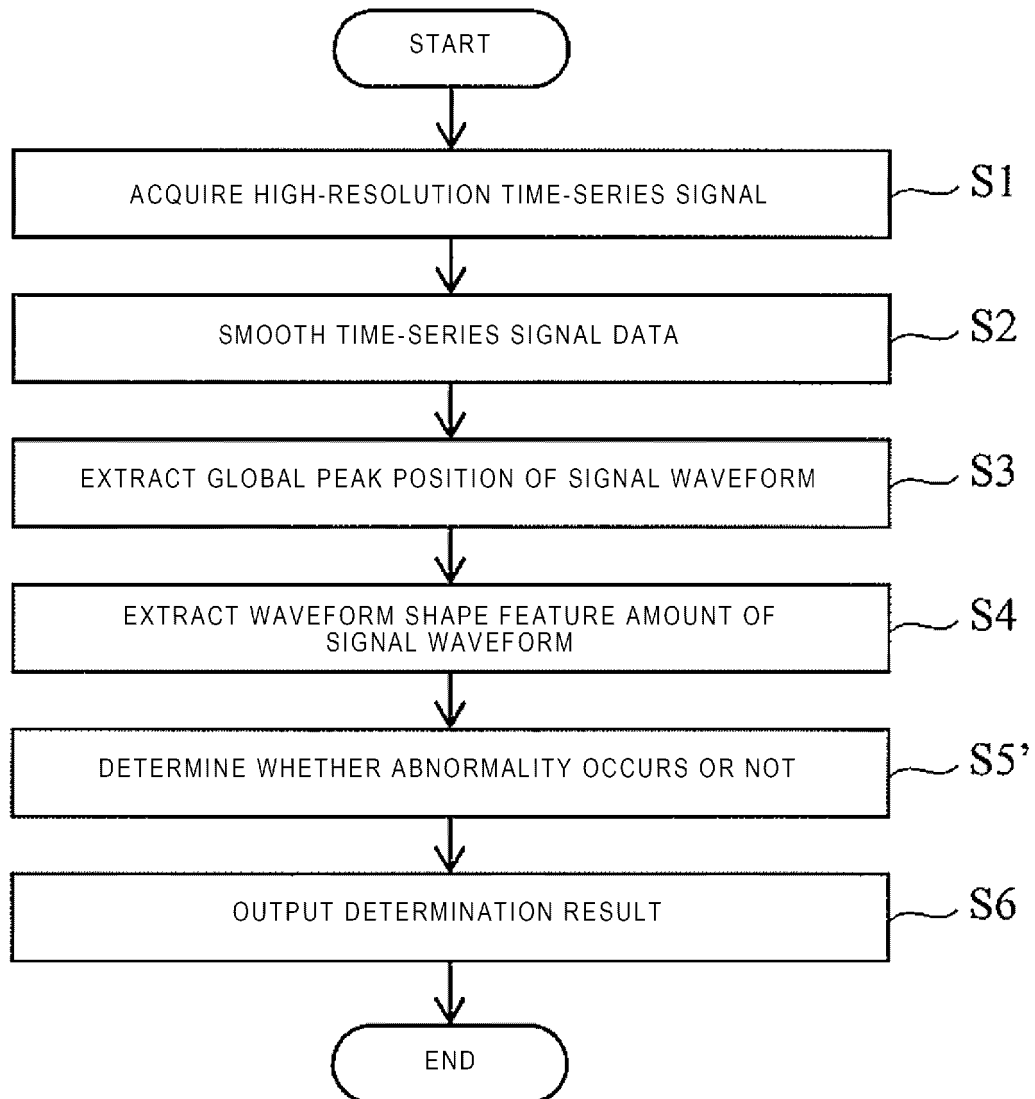 START
ACQUIRE HIGH-RESOLUTION TIME-SERIES SIGNAL
S1
SMOOTH TIME-SERIES SIGNAL DATA
S2
EXTRACT GLOBAL PEAK POSITION OF SIGNAL WAVEFORM
S3
EXTRACT WAVEFORM SHAPE FEATURE AMOUNT OF
SIGNAL WAVEFORM
S4
DETERMINE WHETHER ABNORMALITY OCCURS OR NOT
S5’
OUTPUT DETERMINATION RESULT
S6
END